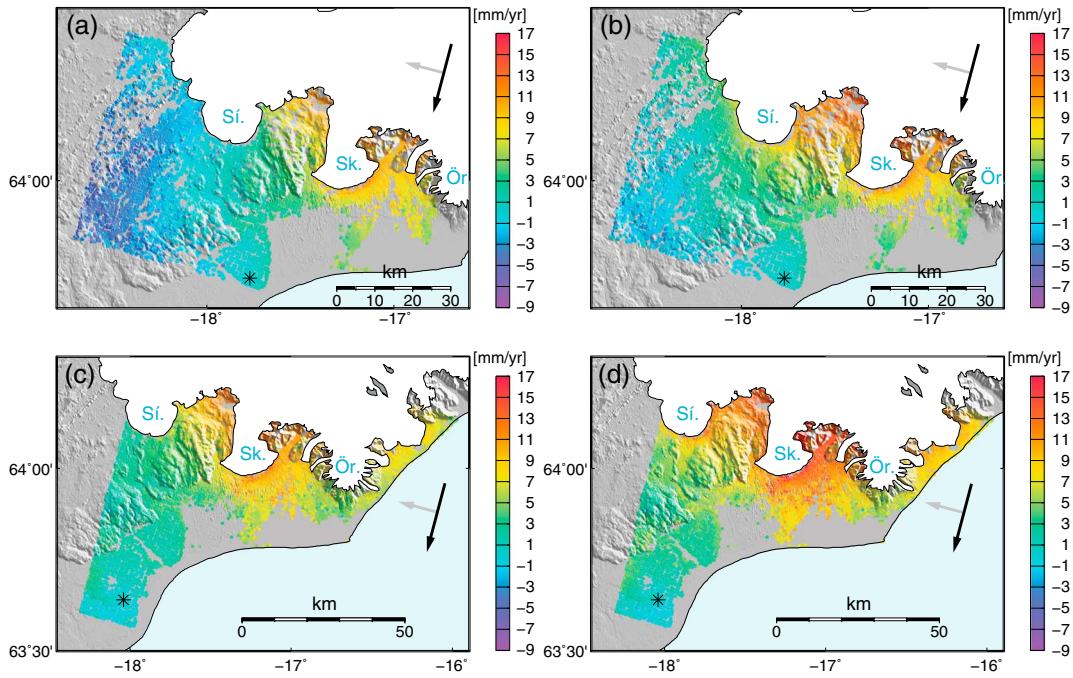 (a)
[mm/yr]
17
15
13
11
9
7
5
3
1
−1
−3
−5
−7
−9
Sí.
Sk.
Ör.
64°00'
km
0 10 20 30
−18°
−17°
(b)
[mm/yr]
17
15
13
11
9
7
5
3
1
−1
−3
−5
−7
−9
Sí.
Sk.
Ör.
64°00'
km
0 10 20 30
−18°
−17°
(c)
[mm/yr]
17
15
13
11
9
7
5
3
1
−1
−3
−5
−7
−9
Sí.
Sk.
Ör.
64°00'
km
0 50
63°30'
−18°
−17°
−16°
(d)
[mm/yr]
17
15
13
11
9
7
5
3
1
−1
−3
−5
−7
−9
Sí.
Sk.
Ör.
64°00'
km
0 50
63°30'
−18°
−17°
−16°